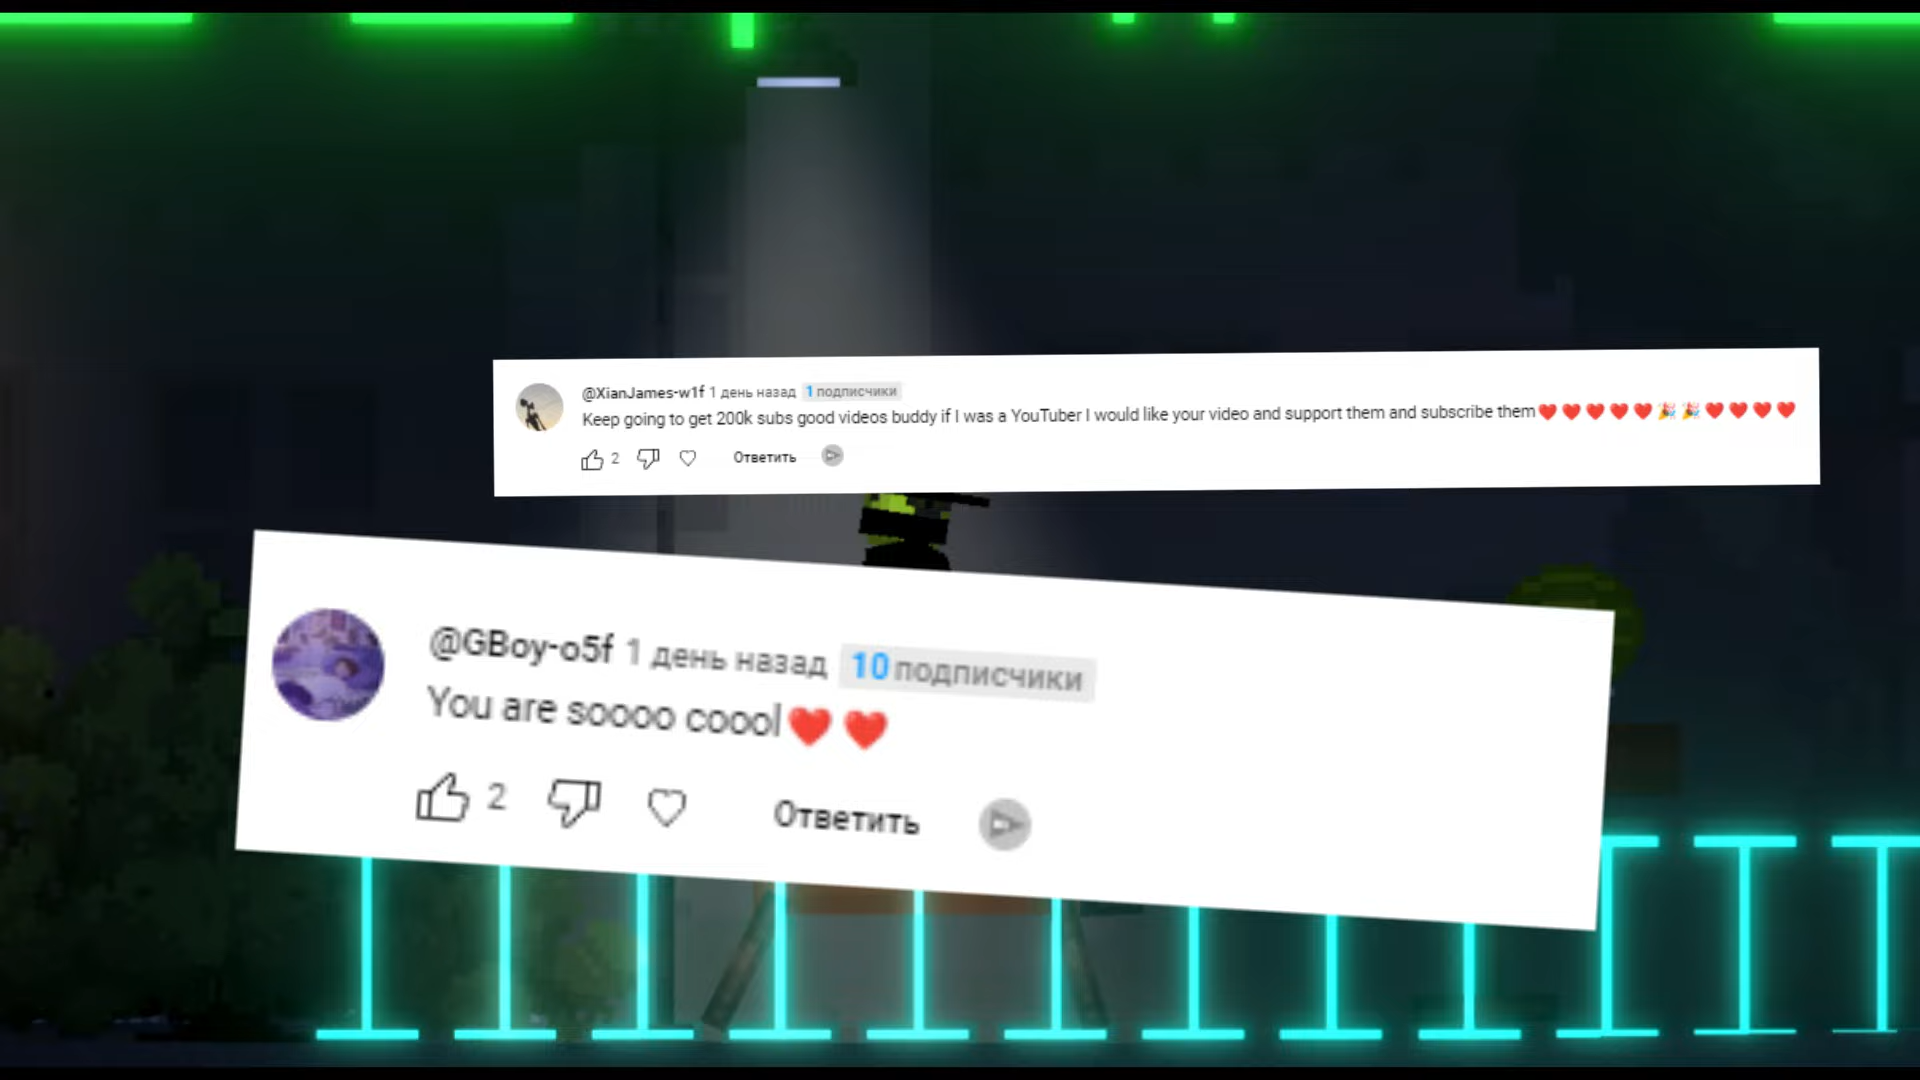 @XianJames-w1f 1 день назад 1 подписчики
Keep going to get 200k subs good videos buddy if I was a YouTuber I would like your video and support them and subscribe them❤️❤️❤️❤️❤️🎉🎉❤️❤️❤️❤️
2 Ответить
@GBoy-o5f 1 день назад 10 подписчики
You are soooo coool❤️❤️
2 Ответить